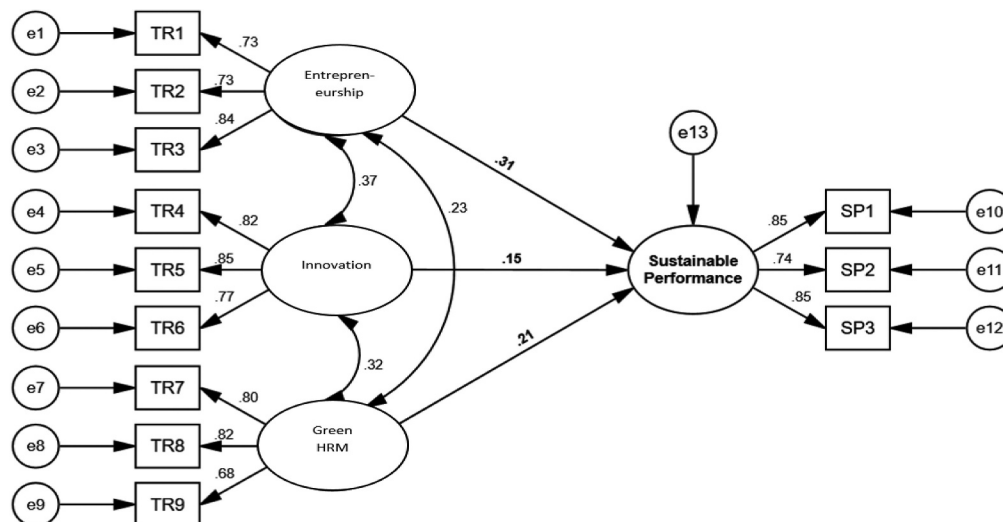 e1
TR1
.73
Entrepren-
eurship
e2
TR2
.73
e3
TR3
.84
e13
.31
.37
.23
e4
TR4
.82
e5
TR5
.85
Innovation
.15
Sustainable
Performance
.85
SP1
e10
.74
SP2
e11
.85
SP3
e12
e6
TR6
.77
.21
.32
e7
TR7
.80
e8
TR8
.82
Green
HRM
e9
TR9
.68